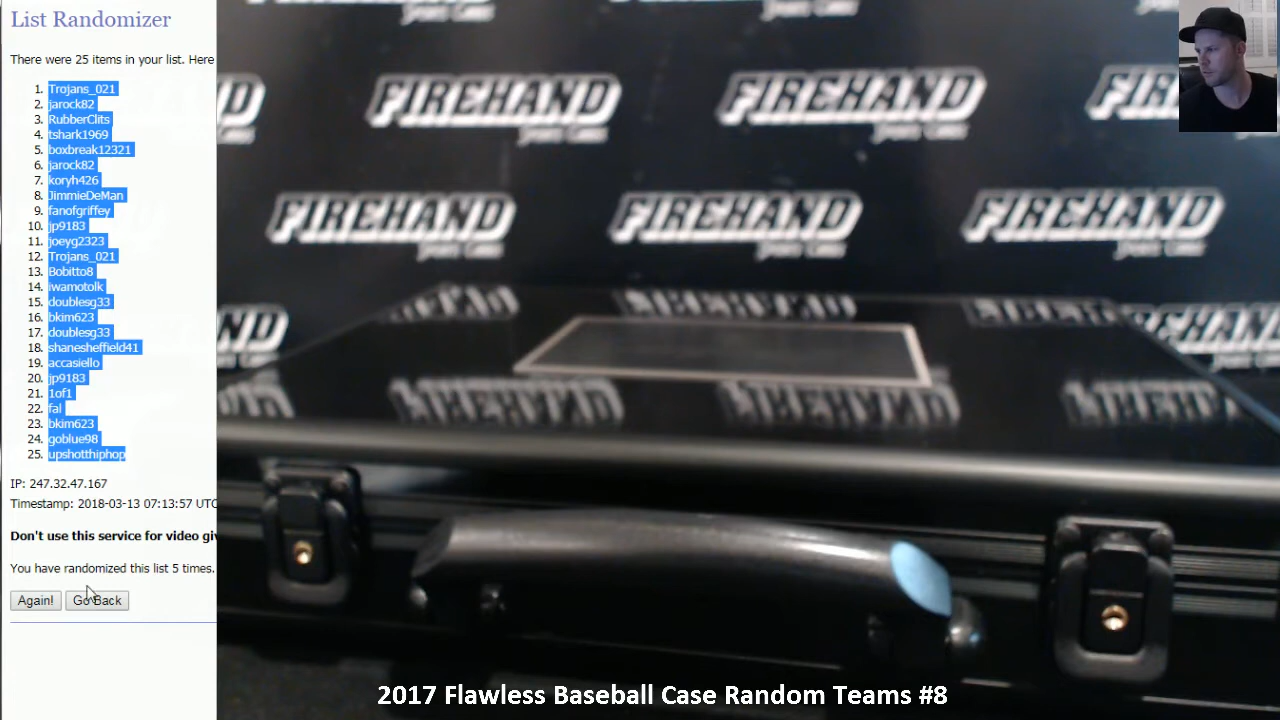 List Randomizer
There were 25 items in your list. Here
1. Trojans_021
2. jarock82
3. RubberClits
4. tshark1969
5. boxbreak12321
6. jarock82
7. koryh426
8. JimmieDeMan
9. fanofgriffey
10. jp9183
11. joeyg2323
12. Trojans_021
13. Bobitto8
14. iwamotolk
15. doublesg33
16. bkim623
17. doublesg33
18. shanesheffield41
19. accasiello
20. jp9183
21. 1of1
22. fal
23. bkim623
24. goblue98
25. upshotthiphop
IP: 247.32.47.167
Timestamp: 2018-03-13 07:13:57 UTC
Don't use this service for video giv
You have randomized this list 5 times.
Again! Go Back
FIREHAND FIREHAND
FIREHAND FIREHAND FIREHAND
2017 Flawless Baseball Case Random Teams #8